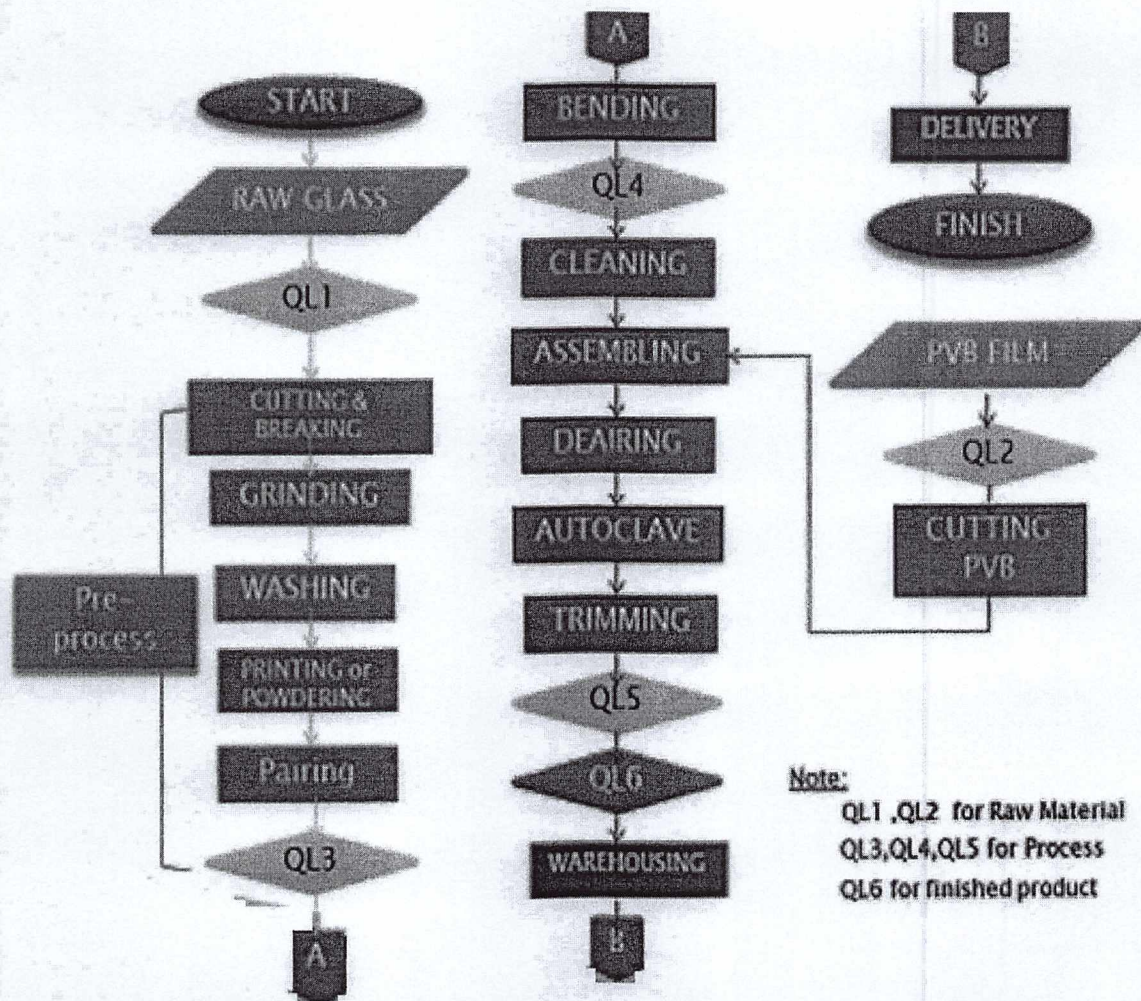 START
RAW GLASS
QL1
CUTTING &
BREAKING
GRINDING
WASHING
Pre-
process
PRINTING or
POWDERING
Pairing
QL3
A
A
BENDING
QL4
CLEANING
ASSEMBLING
DEAIRING
AUTOCLAVE
TRIMMING
QL5
QL6
WAREHOUSING
B
B
DELIVERY
FINISH
PVB FILM
QL2
CUTTING
PVB
Note:
QL1 ,QL2 for Raw Material
QL3,QL4,QL5 for Process
QL6 for finished product